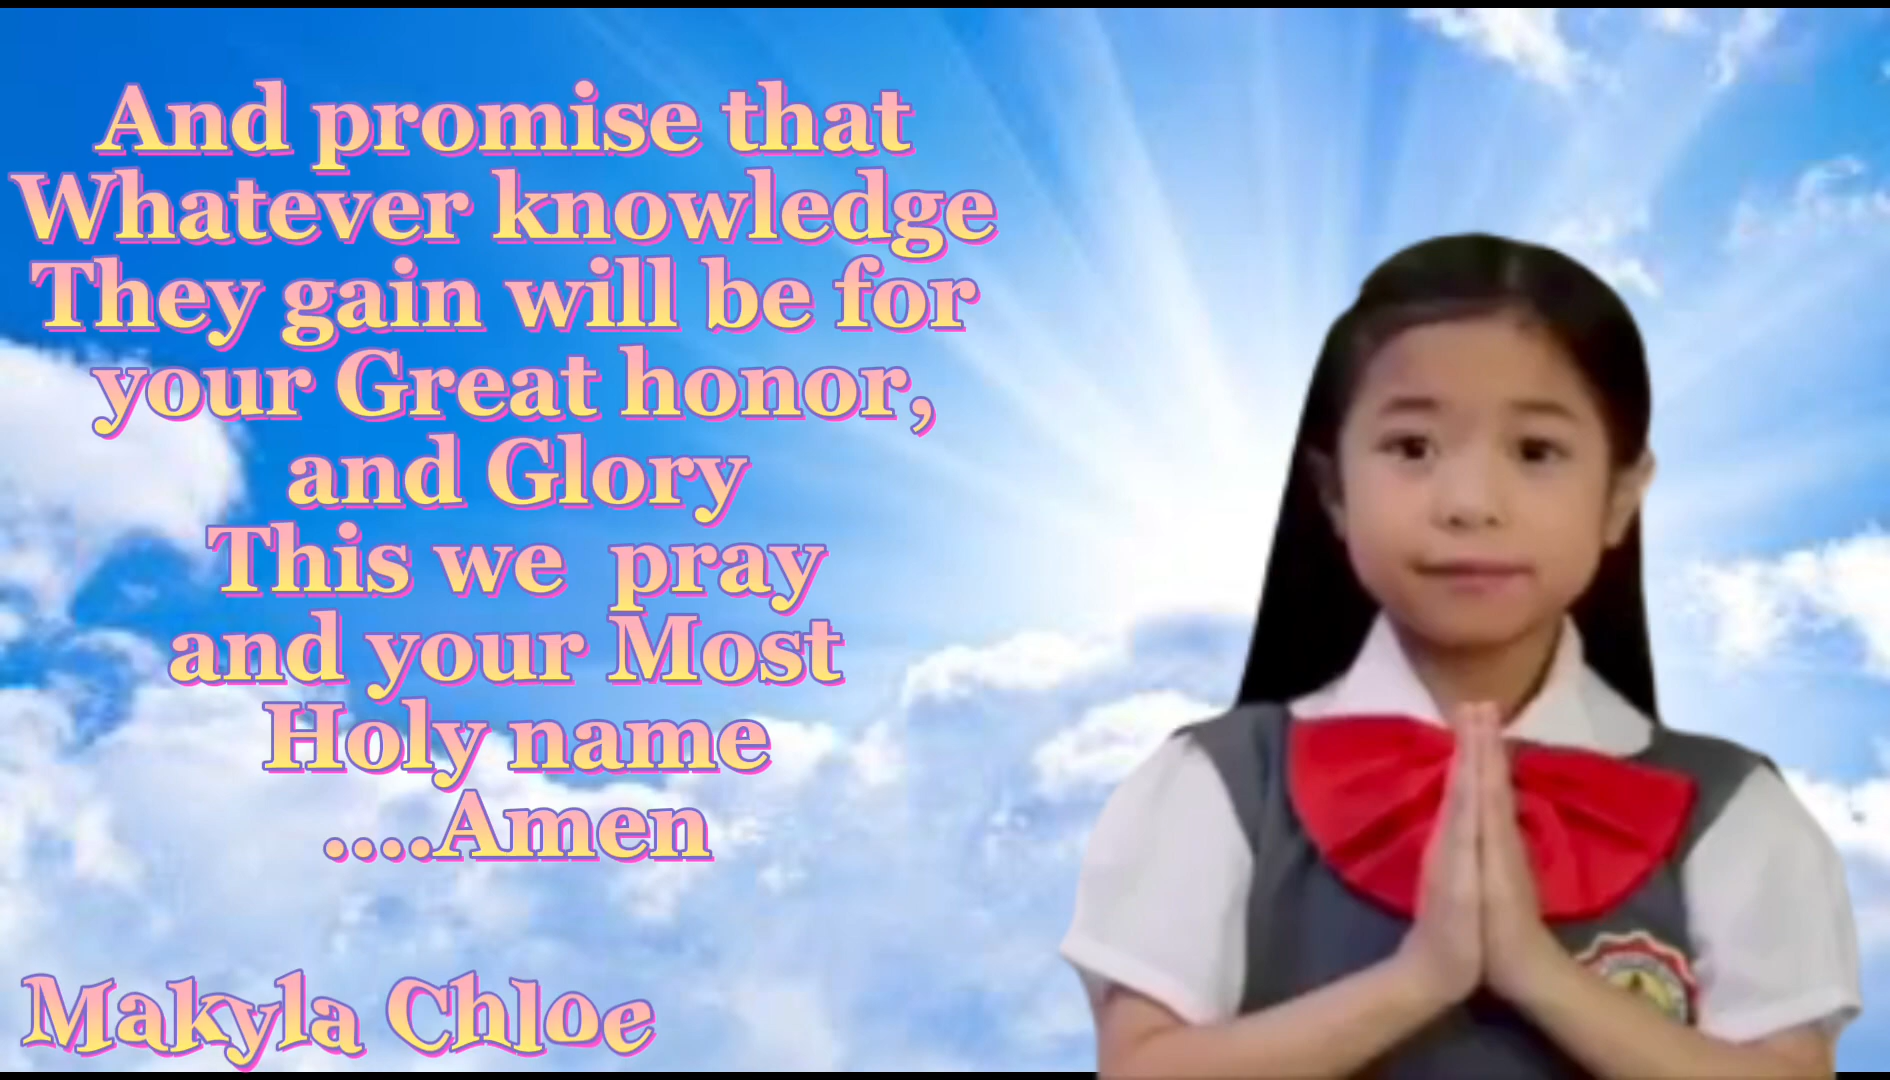 And promise that
Whatever knowledge
They gain will be for
your Great honor,
and Glory
This we pray
and your Most
Holy name
....Amen
Makyla Chloe